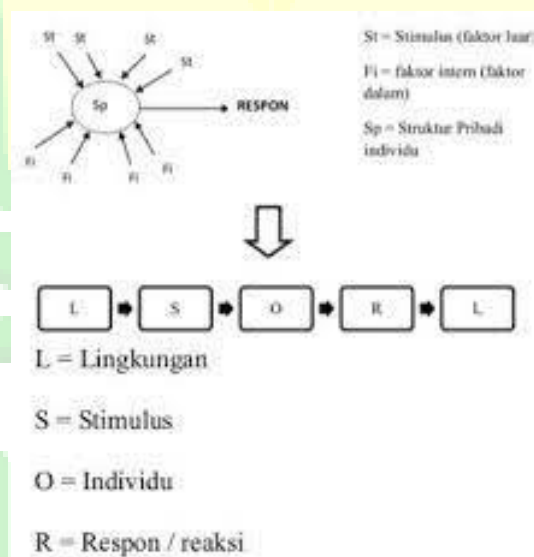 St St St St
Sp
RESPON
Fi Fi Fi Fi
St = Stimulus (faktor luar)
Fi = faktor intern (faktor
dalam)
Sp = Struktur Pribadi
individu
L S O R L
L = Lingkungan
S = Stimulus
O = Individu
R = Respon / reaksi